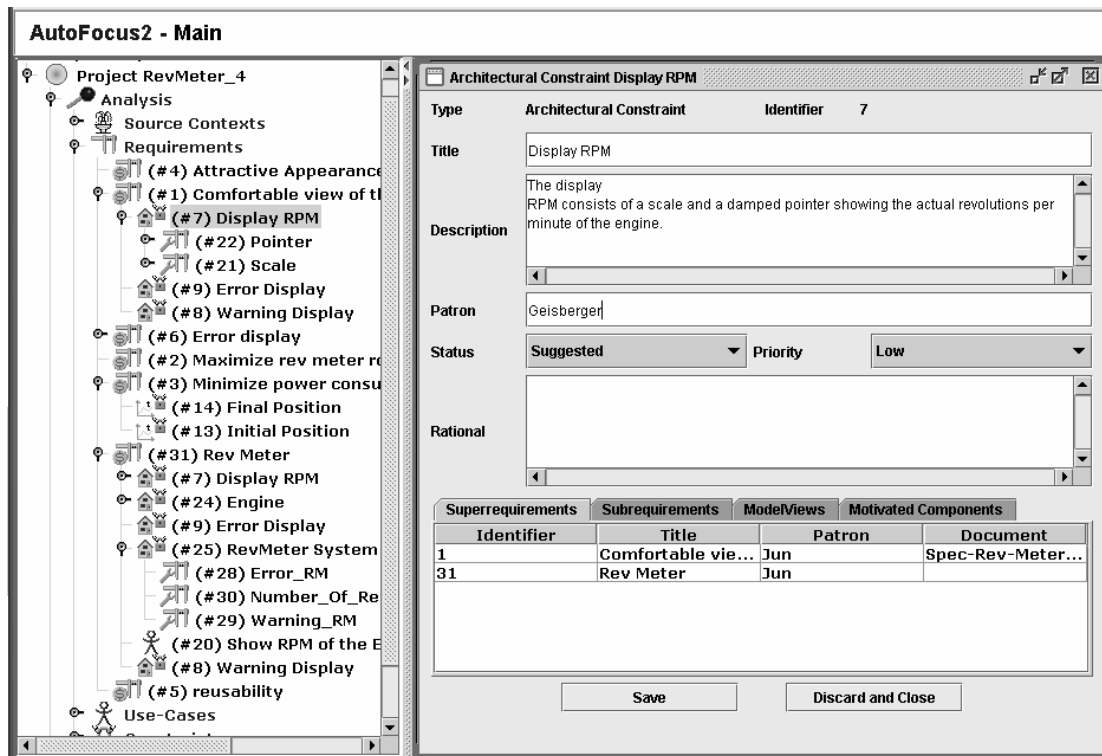 AutoFocus2 - Main
Project RevMeter_4
Analysis
Source Contexts
Requirements
(#4) Attractive Appearance
(#1) Comfortable view of tl
(#7) Display RPM
(#22) Pointer
(#21) Scale
(#9) Error Display
(#8) Warning Display
(#6) Error display
(#2) Maximize rev meter ro
(#3) Minimize power consu
(#14) Final Position
(#13) Initial Position
(#31) Rev Meter
(#7) Display RPM
(#24) Engine
(#9) Error Display
(#25) RevMeter System
(#28) Error_RM
(#30) Number_Of_Re
(#29) Warning_RM
(#20) Show RPM of the E
(#8) Warning Display
(#5) reusability
Use-Cases
Architectural Constraint Display RPM
Type Architectural Constraint Identifier 7
Title Display RPM
Description
The display
RPM consists of a scale and a damped pointer showing the actual revolutions per
minute of the engine.
Patron Geisberger
Status Suggested Priority Low
Rational
Superrequirements Subrequirements ModelViews Motivated Components
Identifier Title Patron Document
1 Comfortable vie... Jun Spec-Rev-Meter...
31 Rev Meter Jun
Save Discard and Close